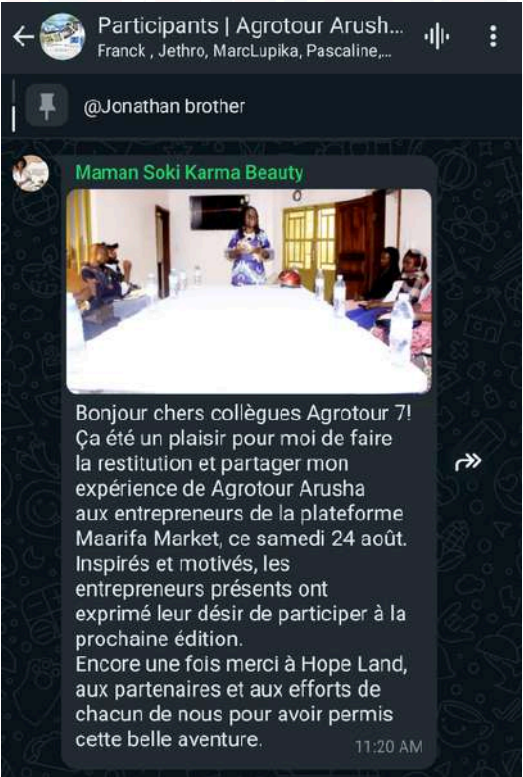 Participants | Agrotour Arush...
Franck , Jethro, MarcLupika, Pascaline,...
@Jonathan brother
Maman Soki Karma Beauty
Bonjour chers collègues Agrotour 7!
Ça été un plaisir pour moi de faire
la restitution et partager mon
expérience de Agrotour Arusha
aux entrepreneurs de la plateforme
Maarifa Market, ce samedi 24 août.
Inspirés et motivés, les
entrepreneurs présents ont
exprimé leur désir de participer à la
prochaine édition.
Encore une fois merci à Hope Land,
aux partenaires et aux efforts de
chacun de nous pour avoir permis
cette belle aventure.
11:20 AM